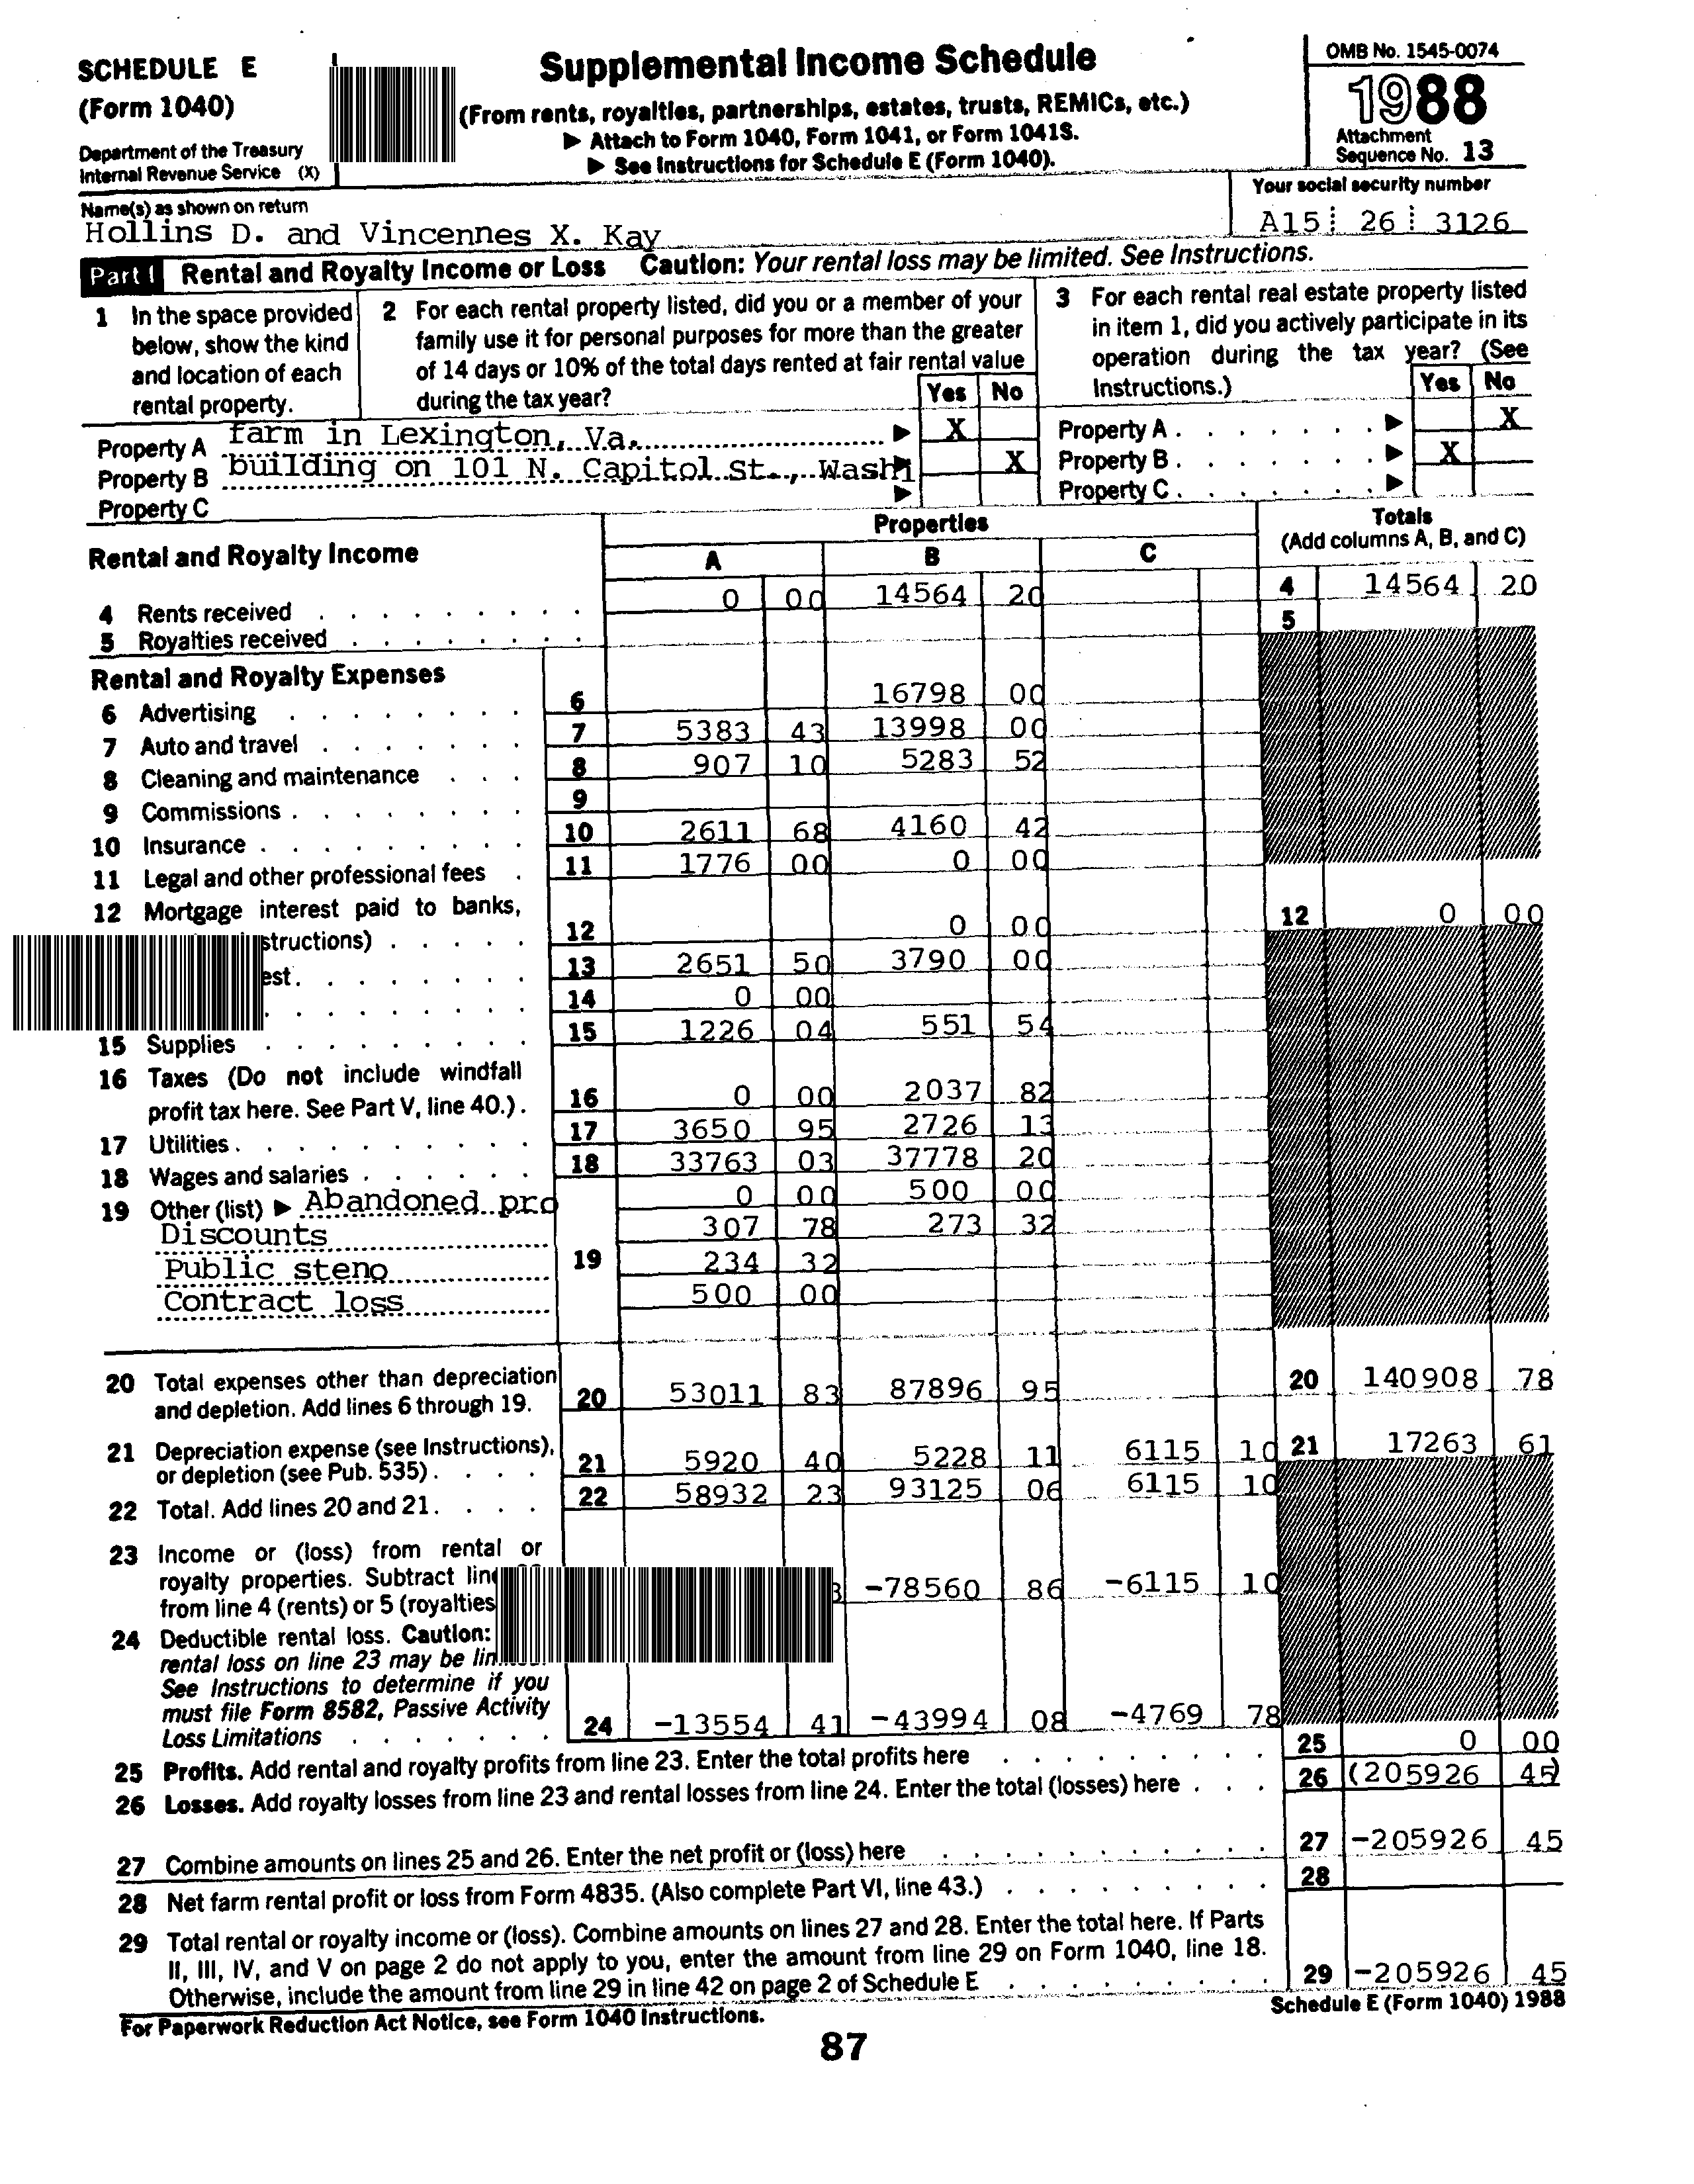 SCHEDULE E
(Form 1040)
Department of the Treasury
Internal Revenue Service (X)
Supplemental Income Schedule
(From rents, royalties, partnerships, estates, trusts, REMICs, etc.)
▶ Attach to Form 1040, Form 1041, or Form 1041S.
▶ See Instructions for Schedule E (Form 1040).
OMB No. 1545-0074
1988
Attachment
Sequence No. 13
Name(s) as shown on return
Hollins D. and Vincennes X. Kay
Your social security number
A15 26 3126
Part I Rental and Royalty Income or Loss Caution: Your rental loss may be limited. See Instructions.
1 In the space provided
below, show the kind
and location of each
rental property.
2 For each rental property listed, did you or a member of your
family use it for personal purposes for more than the greater
of 14 days or 10% of the total days rented at fair rental value
during the tax year?
Yes No
3 For each rental real estate property listed
in item 1, did you actively participate in its
operation during the tax year? (See
Instructions.)
Yes No
Property A farm in Lexington, Va. ▶ X
Property B building on 101 N. Capitol St., Washi X
Property C ▶
Property A . . . . . . . ▶ X
Property B . . . . . . . ▶ X
Property C . . . . . . . ▶
Rental and Royalty Income
Properties
A B C
Totals
(Add columns A, B, and C)
4 Rents received . . . . . . . . . 0 00 14564 20 4 14564 20
5 Royalties received . . . . . . . . 5
Rental and Royalty Expenses
6 Advertising . . . . . . . . 6 16798 00
7 Auto and travel . . . . . . . 7 5383 43 13998 00
8 Cleaning and maintenance . . . 8 907 10 5283 52
9 Commissions . . . . . . . . 9
10 Insurance . . . . . . . . . 10 2611 68 4160 42
11 Legal and other professional fees . 11 1776 00 0 00
12 Mortgage interest paid to banks,
structions) . . . . . 12 0 00 12 0 00
est. . . . . . . . 13 2651 50 3790 00
14 0 00
15 Supplies . . . . . . . . . 15 1226 04 551 54
16 Taxes (Do not include windfall
profit tax here. See Part V, line 40.) . 16 0 00 2037 82
17 Utilities . . . . . . . . . . 17 3650 95 2726 13
18 Wages and salaries . . . . . . 18 33763 03 37778 20
19 Other (list) ▶ Abandoned pro 0 00 500 00
Discounts 307 78 273 32
Public steno 19 234 32
Contract loss 500 00
20 Total expenses other than depreciation
and depletion. Add lines 6 through 19. 20 53011 83 87896 95 20 140908 78
21 Depreciation expense (see Instructions),
or depletion (see Pub. 535) . . . . 21 5920 40 5228 11 6115 10 21 17263 61
22 Total. Add lines 20 and 21 . . . . 22 58932 23 93125 06 6115 10
23 Income or (loss) from rental or
royalty properties. Subtract line
from line 4 (rents) or 5 (royalties -78560 86 -6115 10
24 Deductible rental loss. Caution:
rental loss on line 23 may be
See Instructions to determine if you
must file Form 8582, Passive Activity
Loss Limitations . . . . . . . 24 -13554 41 -43994 08 -4769 78
25 Profits. Add rental and royalty profits from line 23. Enter the total profits here . . . . . . . . . 25 0 00
26 Losses. Add royalty losses from line 23 and rental losses from line 24. Enter the total (losses) here . . . 26 (205926 45)
27 Combine amounts on lines 25 and 26. Enter the net profit or (loss) here . . . . . . . . . . . 27 -205926 45
28 Net farm rental profit or loss from Form 4835. (Also complete Part VI, line 43.) . . . . . . . . . 28
29 Total rental or royalty income or (loss). Combine amounts on lines 27 and 28. Enter the total here. If Parts
II, III, IV, and V on page 2 do not apply to you, enter the amount from line 29 on Form 1040, line 18.
Otherwise, include the amount from line 29 in line 42 on page 2 of Schedule E . . . . . . . . . 29 -205926 45
For Paperwork Reduction Act Notice, see Form 1040 Instructions.
Schedule E (Form 1040) 1988
87